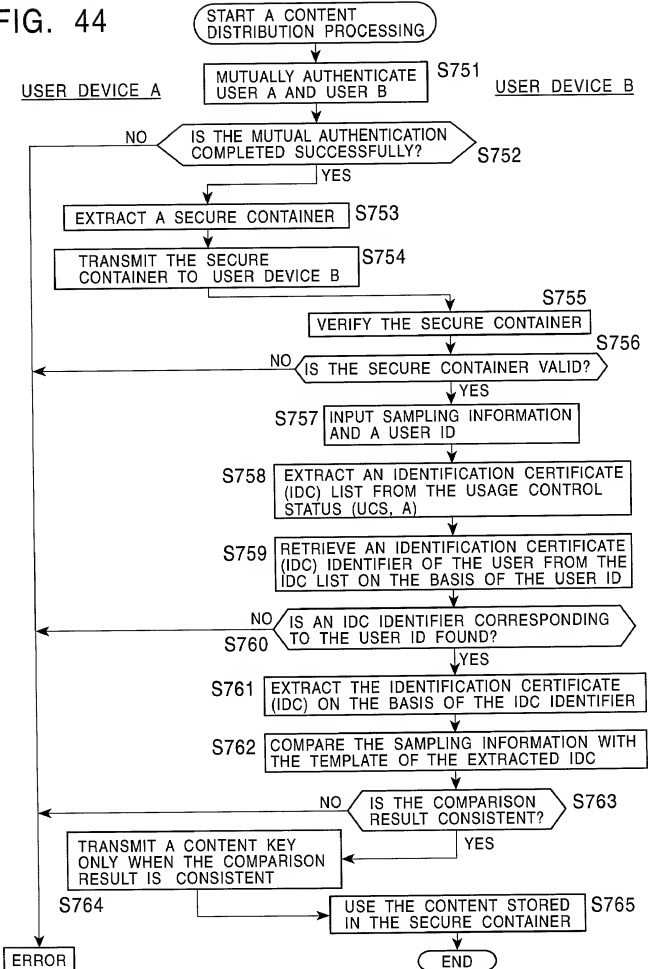 FIG. 44
START A CONTENT
DISTRIBUTION PROCESSING
USER DEVICE A
USER DEVICE B
MUTUALLY AUTHENTICATE
USER A AND USER B
S751
NO
IS THE MUTUAL AUTHENTICATION
COMPLETED SUCCESSFULLY?
S752
YES
EXTRACT A SECURE CONTAINER
S753
TRANSMIT THE SECURE
CONTAINER TO USER DEVICE B
S754
S755
VERIFY THE SECURE CONTAINER
S756
NO
IS THE SECURE CONTAINER VALID?
YES
S757
INPUT SAMPLING INFORMATION
AND A USER ID
S758
EXTRACT AN IDENTIFICATION CERTIFICATE
(IDC) LIST FROM THE USAGE CONTROL
STATUS (UCS, A)
S759
RETRIEVE AN IDENTIFICATION CERTIFICATE
(IDC) IDENTIFIER OF THE USER FROM THE
IDC LIST ON THE BASIS OF THE USER ID
NO
S760
IS AN IDC IDENTIFIER CORRESPONDING
TO THE USER ID FOUND?
YES
S761
EXTRACT THE IDENTIFICATION CERTIFICATE
(IDC) ON THE BASIS OF THE IDC IDENTIFIER
S762
COMPARE THE SAMPLING INFORMATION WITH
THE TEMPLATE OF THE EXTRACTED IDC
NO
IS THE COMPARISON
RESULT CONSISTENT?
S763
YES
TRANSMIT A CONTENT KEY
ONLY WHEN THE COMPARISON
RESULT IS CONSISTENT
S764
USE THE CONTENT STORED
IN THE SECURE CONTAINER
S765
ERROR
END